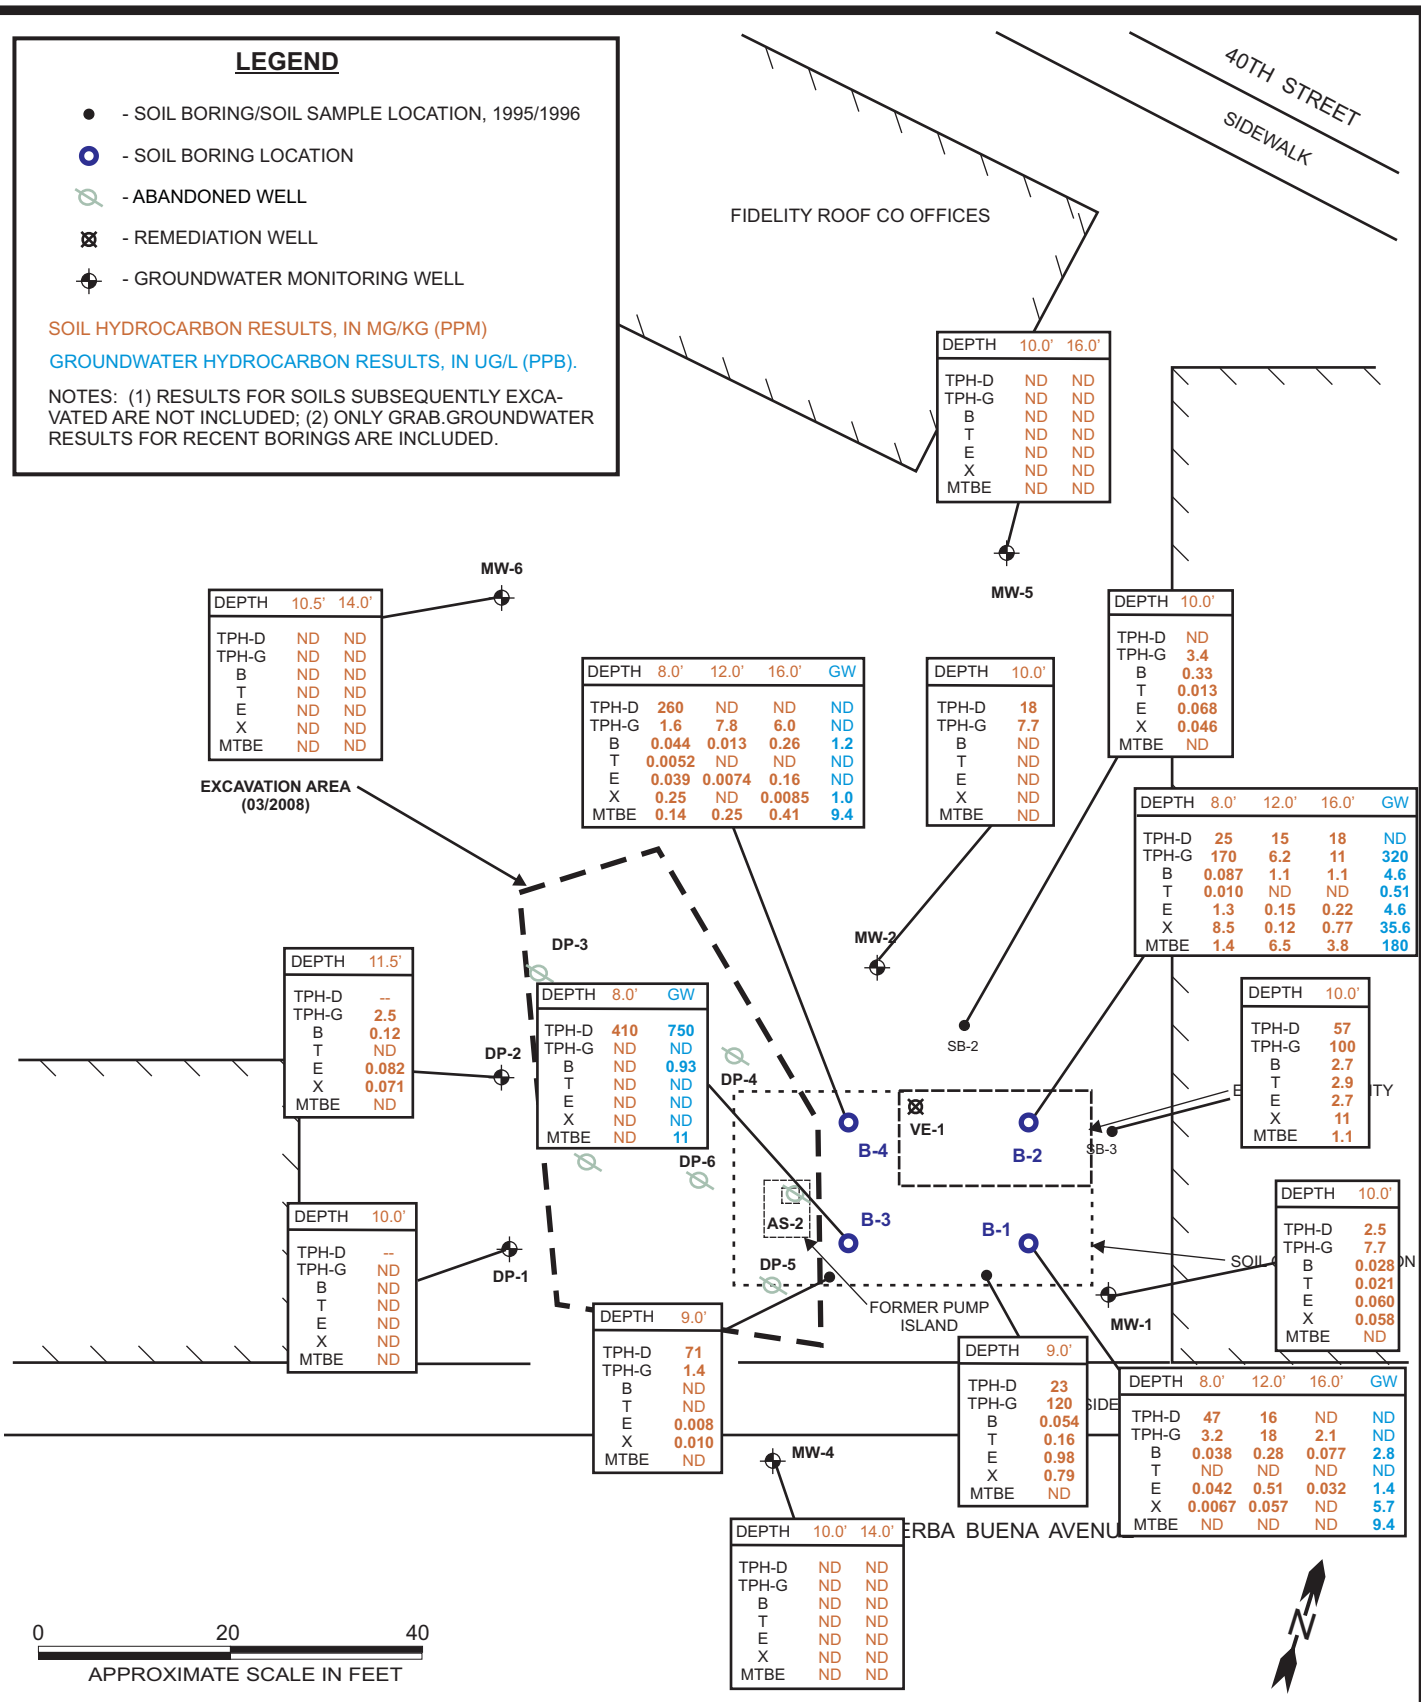 LEGEND
- SOIL BORING/SOIL SAMPLE LOCATION, 1995/1996
- SOIL BORING LOCATION
- ABANDONED WELL
- REMEDIATION WELL
- GROUNDWATER MONITORING WELL
SOIL HYDROCARBON RESULTS, IN MG/KG (PPM)
GROUNDWATER HYDROCARBON RESULTS, IN UG/L (PPB).
NOTES: (1) RESULTS FOR SOILS SUBSEQUENTLY EXCA-
VATED ARE NOT INCLUDED; (2) ONLY GRAB.GROUNDWATER
RESULTS FOR RECENT BORINGS ARE INCLUDED.
40TH STREET
SIDEWALK
FIDELITY ROOF CO OFFICES
DEPTH 10.0' 16.0'
TPH-D ND ND
TPH-G ND ND
B ND ND
T ND ND
E ND ND
X ND ND
MTBE ND ND
MW-5
MW-6
DEPTH 10.5' 14.0'
TPH-D ND ND
TPH-G ND ND
B ND ND
T ND ND
E ND ND
X ND ND
MTBE ND ND
EXCAVATION AREA
(03/2008)
DEPTH 8.0' 12.0' 16.0' GW
TPH-D 260 ND ND ND
TPH-G 1.6 7.8 6.0 ND
B 0.044 0.013 0.26 1.2
T 0.0052 ND ND ND
E 0.039 0.0074 0.16 ND
X 0.25 ND 0.0085 1.0
MTBE 0.14 0.25 0.41 9.4
DEPTH 10.0'
TPH-D 18
TPH-G 7.7
B ND
T ND
E ND
X ND
MTBE ND
DEPTH 10.0'
TPH-D ND
TPH-G 3.4
B 0.33
T 0.013
E 0.068
X 0.046
MTBE ND
DEPTH 8.0' 12.0' 16.0' GW
TPH-D 25 15 18 ND
TPH-G 170 6.2 11 320
B 0.087 1.1 1.1 4.6
T 0.010 ND ND 0.51
E 1.3 0.15 0.22 4.6
X 8.5 0.12 0.77 35.6
MTBE 1.4 6.5 3.8 180
DP-3
MW-2
DEPTH 11.5'
TPH-D --
TPH-G 2.5
B 0.12
T ND
E 0.082
X 0.071
MTBE ND
DP-2
DEPTH 8.0' GW
TPH-D 410 750
TPH-G ND ND
B ND 0.93
T ND ND
E ND ND
X ND ND
MTBE ND 11
DP-4
SB-2
DEPTH 10.0'
TPH-D 57
TPH-G 100
B 2.7
T 2.9
E 2.7
X 11
MTBE 1.1
E
ITY
VE-1
B-4
B-2
SB-3
DP-6
AS-2
B-3
B-1
DP-5
DEPTH 10.0'
TPH-D --
TPH-G ND
B ND
T ND
E ND
X ND
MTBE ND
DP-1
DEPTH 10.0'
TPH-D 2.5
TPH-G 7.7
B 0.028
T 0.021
E 0.060
X 0.058
MTBE ND
SOIL
ON
MW-1
FORMER PUMP
ISLAND
DEPTH 9.0'
TPH-D 71
TPH-G 1.4
B ND
T ND
E 0.008
X 0.010
MTBE ND
DEPTH 9.0'
TPH-D 23
TPH-G 120
B 0.054
T 0.16
E 0.98
X 0.79
MTBE ND
SIDE
DEPTH 8.0' 12.0' 16.0' GW
TPH-D 47 16 ND ND
TPH-G 3.2 18 2.1 ND
B 0.038 0.28 0.077 2.8
T ND ND ND ND
E 0.042 0.51 0.032 1.4
X 0.0067 0.057 ND 5.7
MTBE ND ND ND 9.4
MW-4
DEPTH 10.0' 14.0'
TPH-D ND ND
TPH-G ND ND
B ND ND
T ND ND
E ND ND
X ND ND
MTBE ND ND
ERBA BUENA AVENU
N
0 20 40
APPROXIMATE SCALE IN FEET